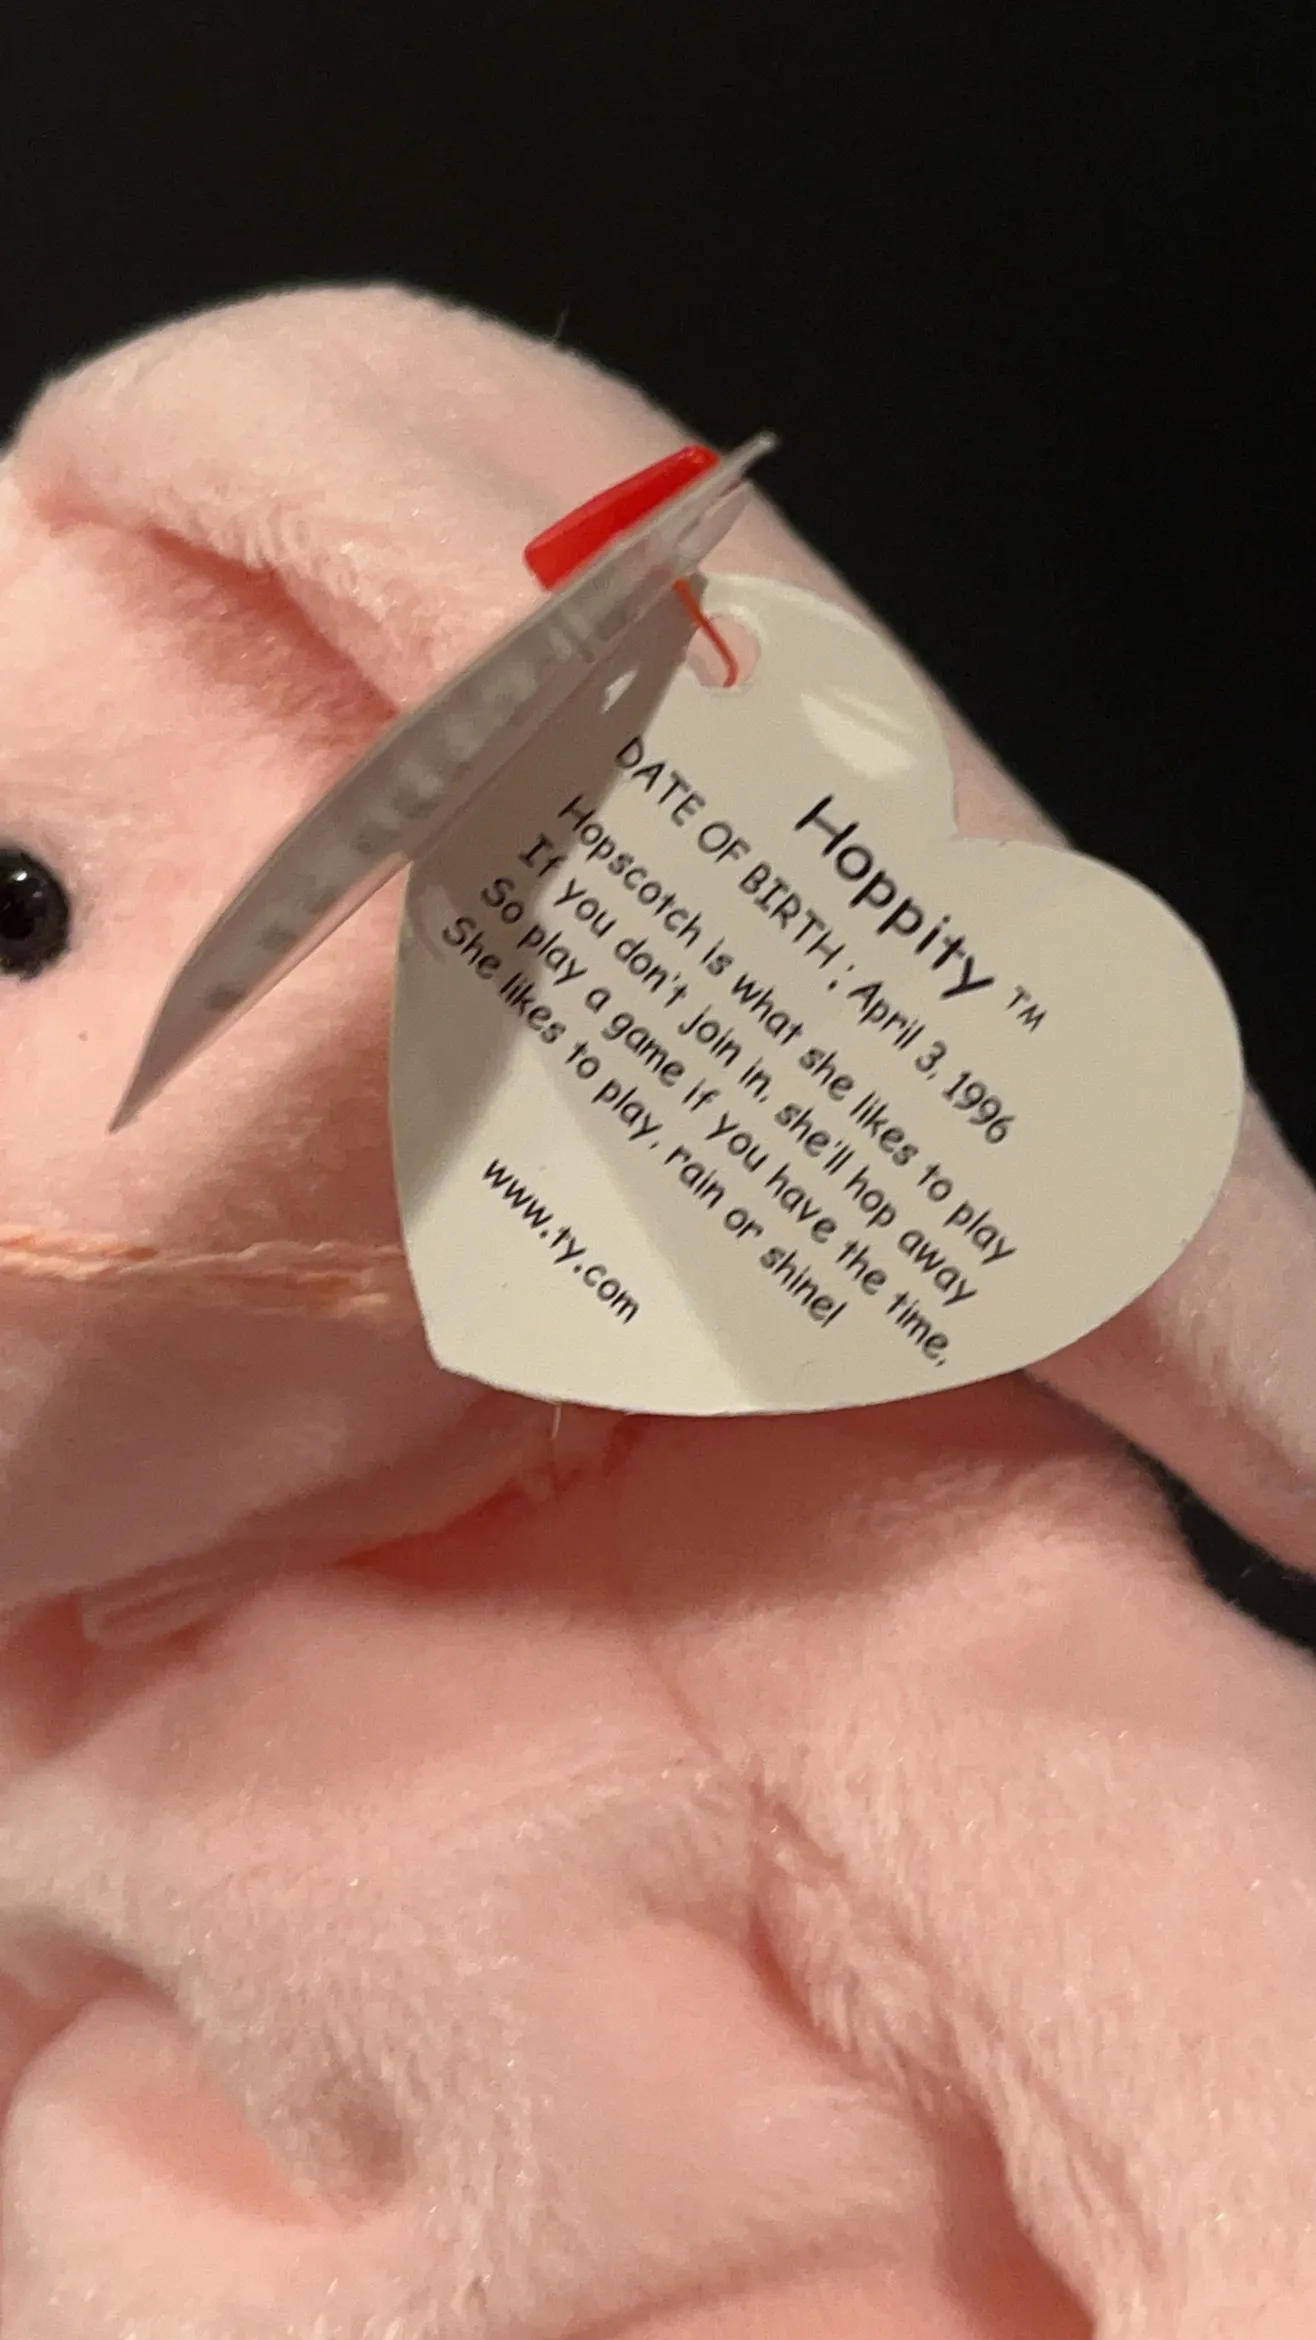 Hoppity ™
DATE OF BIRTH : April 3, 1996
Hopscotch is what she likes to play
If you don't join in, she'll hop away
So play a game if you have the time,
She likes to play, rain or shine!
www.ty.com